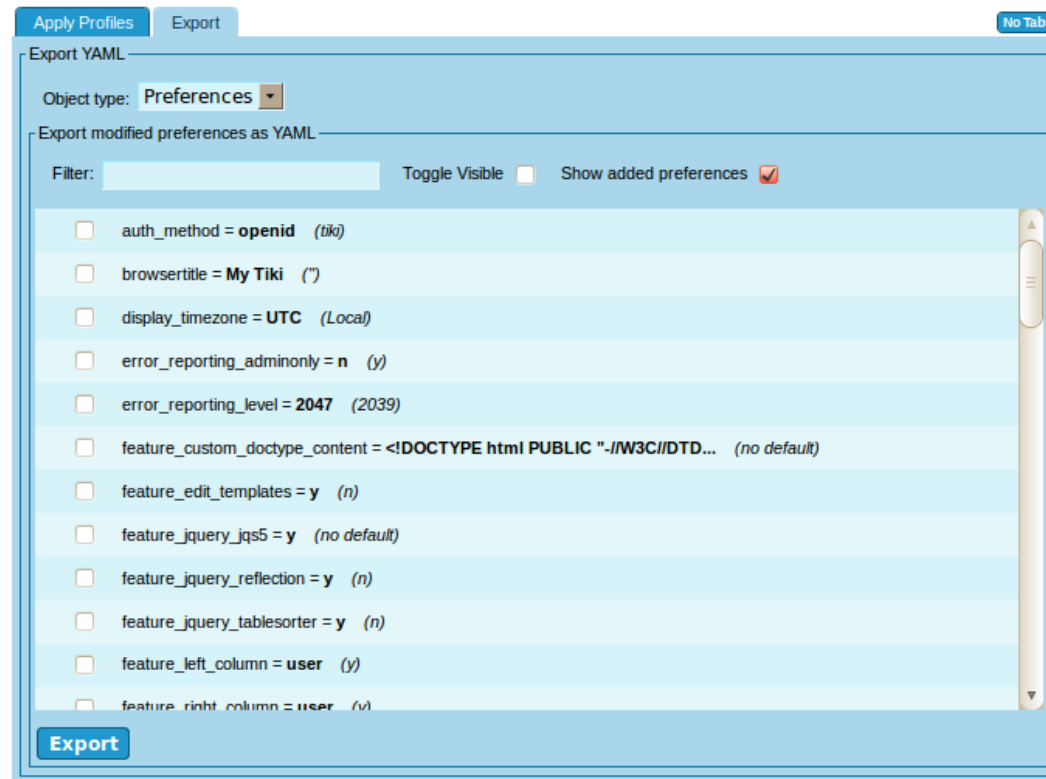 Apply Profiles Export No Tab
Export YAML
Object type: Preferences
Export modified preferences as YAML
Filter: Toggle Visible Show added preferences
auth_method = openid (tiki)
browsertitle = My Tiki ('')
display_timezone = UTC (Local)
error_reporting_adminonly = n (y)
error_reporting_level = 2047 (2039)
feature_custom_doctype_content = <!DOCTYPE html PUBLIC "-//W3C//DTD... (no default)
feature_edit_templates = y (n)
feature_jquery_jqs5 = y (no default)
feature_jquery_reflection = y (n)
feature_jquery_tablesorter = y (n)
feature_left_column = user (y)
feature_right_column = user (y)
Export